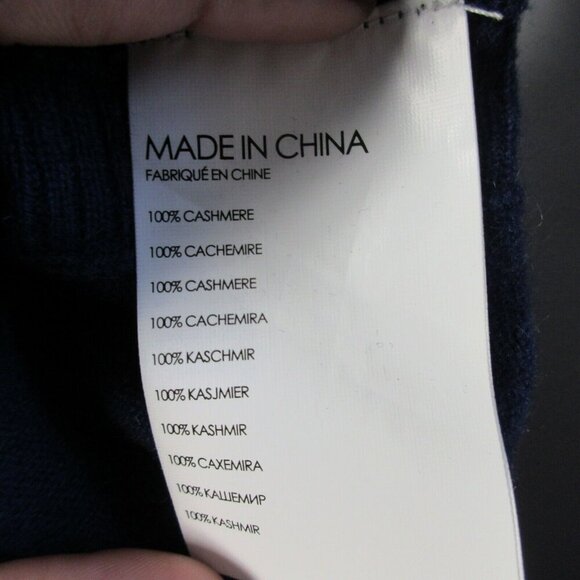 MADE IN CHINA
FABRIQUÉ EN CHINE
100% CASHMERE
100% CACHEMIRE
100% CASHMERE
100% CACHEMIRA
100% KASCHMIR
100% KASJMIER
100% KASHMIR
100% CAXEMIRA
100% КАШЕМИР
100% KASHMIR